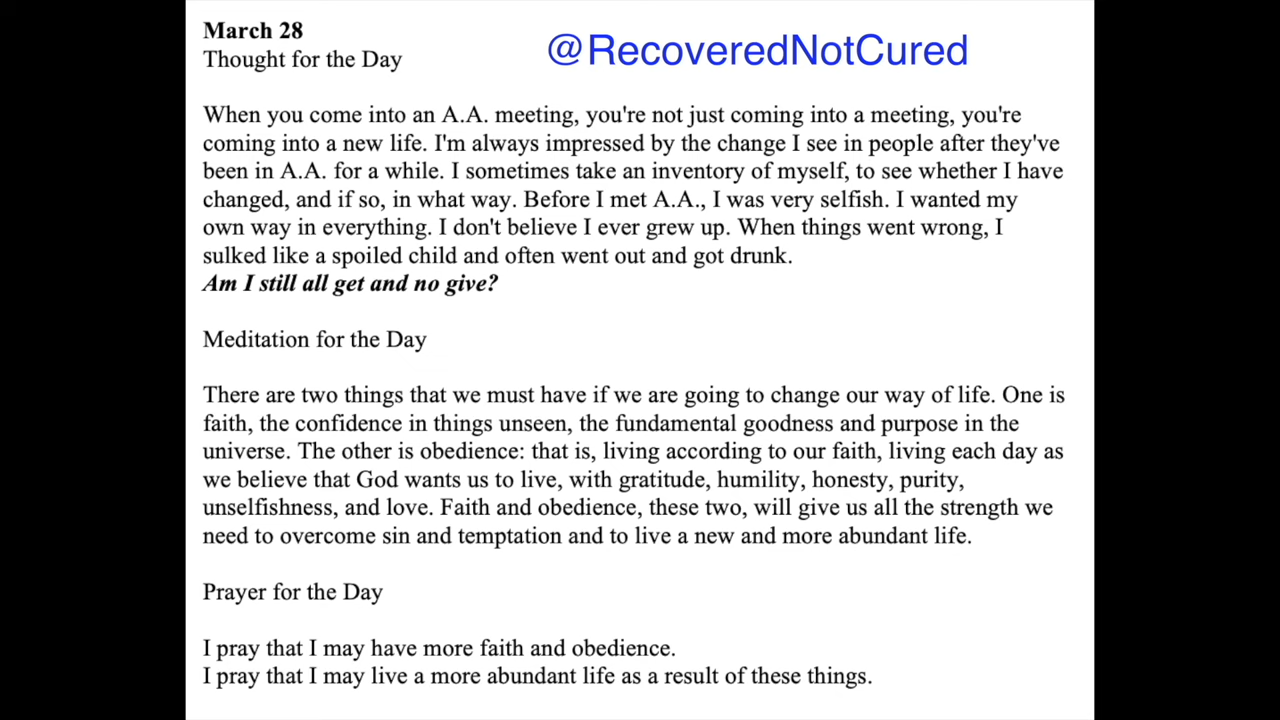 March 28
@RecoveredNotCured
Thought for the Day
When you come into an A.A. meeting, you're not just coming into a meeting, you're
coming into a new life. I'm always impressed by the change I see in people after they've
been in A.A. for a while. I sometimes take an inventory of myself, to see whether I have
changed, and if so, in what way. Before I met A.A., I was very selfish. I wanted my
own way in everything. I don't believe I ever grew up. When things went wrong, I
sulked like a spoiled child and often went out and got drunk.
Am I still all get and no give?
Meditation for the Day
There are two things that we must have if we are going to change our way of life. One is
faith, the confidence in things unseen, the fundamental goodness and purpose in the
universe. The other is obedience: that is, living according to our faith, living each day as
we believe that God wants us to live, with gratitude, humility, honesty, purity,
unselfishness, and love. Faith and obedience, these two, will give us all the strength we
need to overcome sin and temptation and to live a new and more abundant life.
Prayer for the Day
I pray that I may have more faith and obedience.
I pray that I may live a more abundant life as a result of these things.